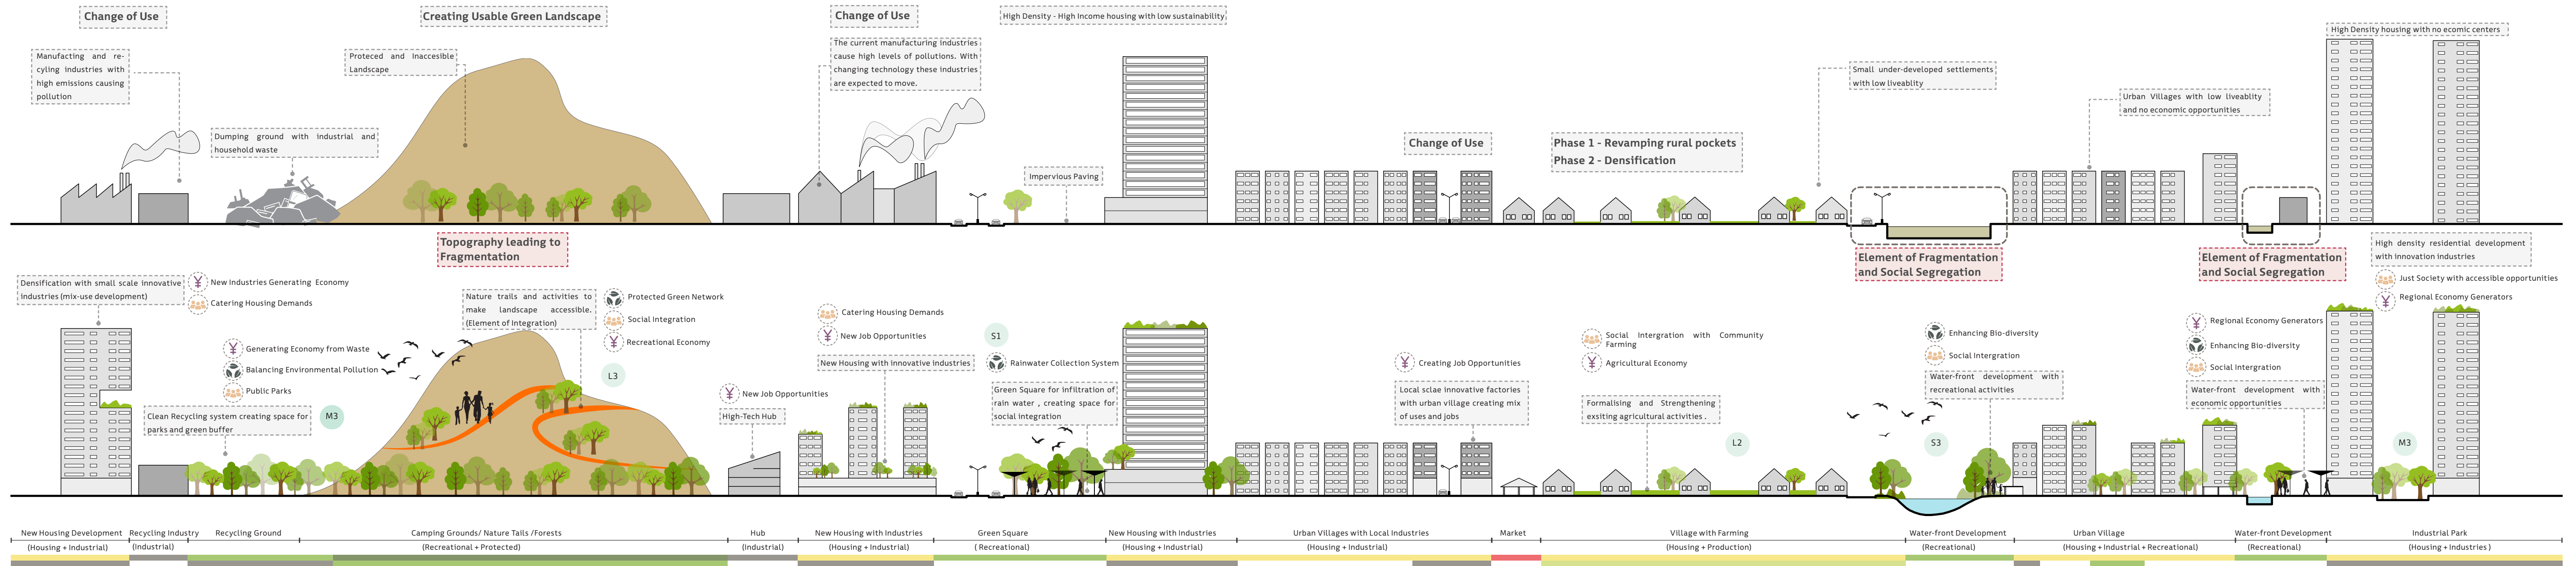 Change of Use
Creating Usable Green Landscape
Change of Use
High Density - High Income housing with low sustainability
High Density housing with no ecomic centers
Manufacting and re-
cyling industries with
high emissions causing
pollution
Proteced and Inaccesible
Landscape
The current manufacturing industries
cause high levels of pollutions. With
changing technology these industries
are expected to move.
Small under-developed settlements
with low liveablity
Urban Villages with low liveablity
and no economic opportunities
Dumping ground with industrial and
household waste
Impervious Paving
Change of Use
Phase 1 - Revamping rural pockets
Phase 2 - Densification
Topography leading to
Fragmentation
Element of Fragmentation
and Social Segregation
Element of Fragmentation
and Social Segregation
High density residential development
with innovation industries
Just Society with accessible opportunities
Regional Economy Generators
Densification with small scale innovative
industries (mix-use development)
¥ New Industries Generating Economy
Catering Housing Demands
¥ Generating Economy from Waste
Balancing Environmental Pollution
Public Parks
Clean Recycling system creating space for
parks and green buffer
M3
Nature trails and activities to
make landscape accessible.
(Element of Integration)
Protected Green Network
Social Integration
¥ Recreational Economy
L3
¥ New Job Opportunities
High-Tech Hub
Catering Housing Demands
¥ New Job Opportunities
New Housing with innovative industries
S1
Rainwater Collection System
Green Square for infiltration of
rain water , creating space for
social integration
¥ Creating Job Opportunities
Local sclae innovative factories
with urban village creating mix
of uses and jobs
Social Intergration with Community
Farming
¥ Agricultural Economy
Formalising and Strengthening
exsiting agricultural activities .
L2
Enhancing Bio-diversity
Social Intergration
Water-front development with
recreational activities
S3
¥ Regional Economy Generators
Enhancing Bio-diversity
Social Intergration
Water-front development with
economic opportunities
M3
New Housing Development
(Housing + Industrial)
Recycling Industry
(Industrial)
Recycling Ground
Camping Grounds/ Nature Tails /Forests
(Recreational + Protected)
Hub
(Industrial)
New Housing with Industries
(Housing + Industrial)
Green Square
( Recreational)
New Housing with Industries
(Housing + Industrial)
Urban Villages with Local Industries
(Housing + Industrial)
Market
Village with Farming
(Housing + Production)
Water-front Development
(Recreational)
Urban Village
(Housing + Industrial + Recreational)
Water-front Development
(Recreational)
Industrial Park
(Housing + Industries )